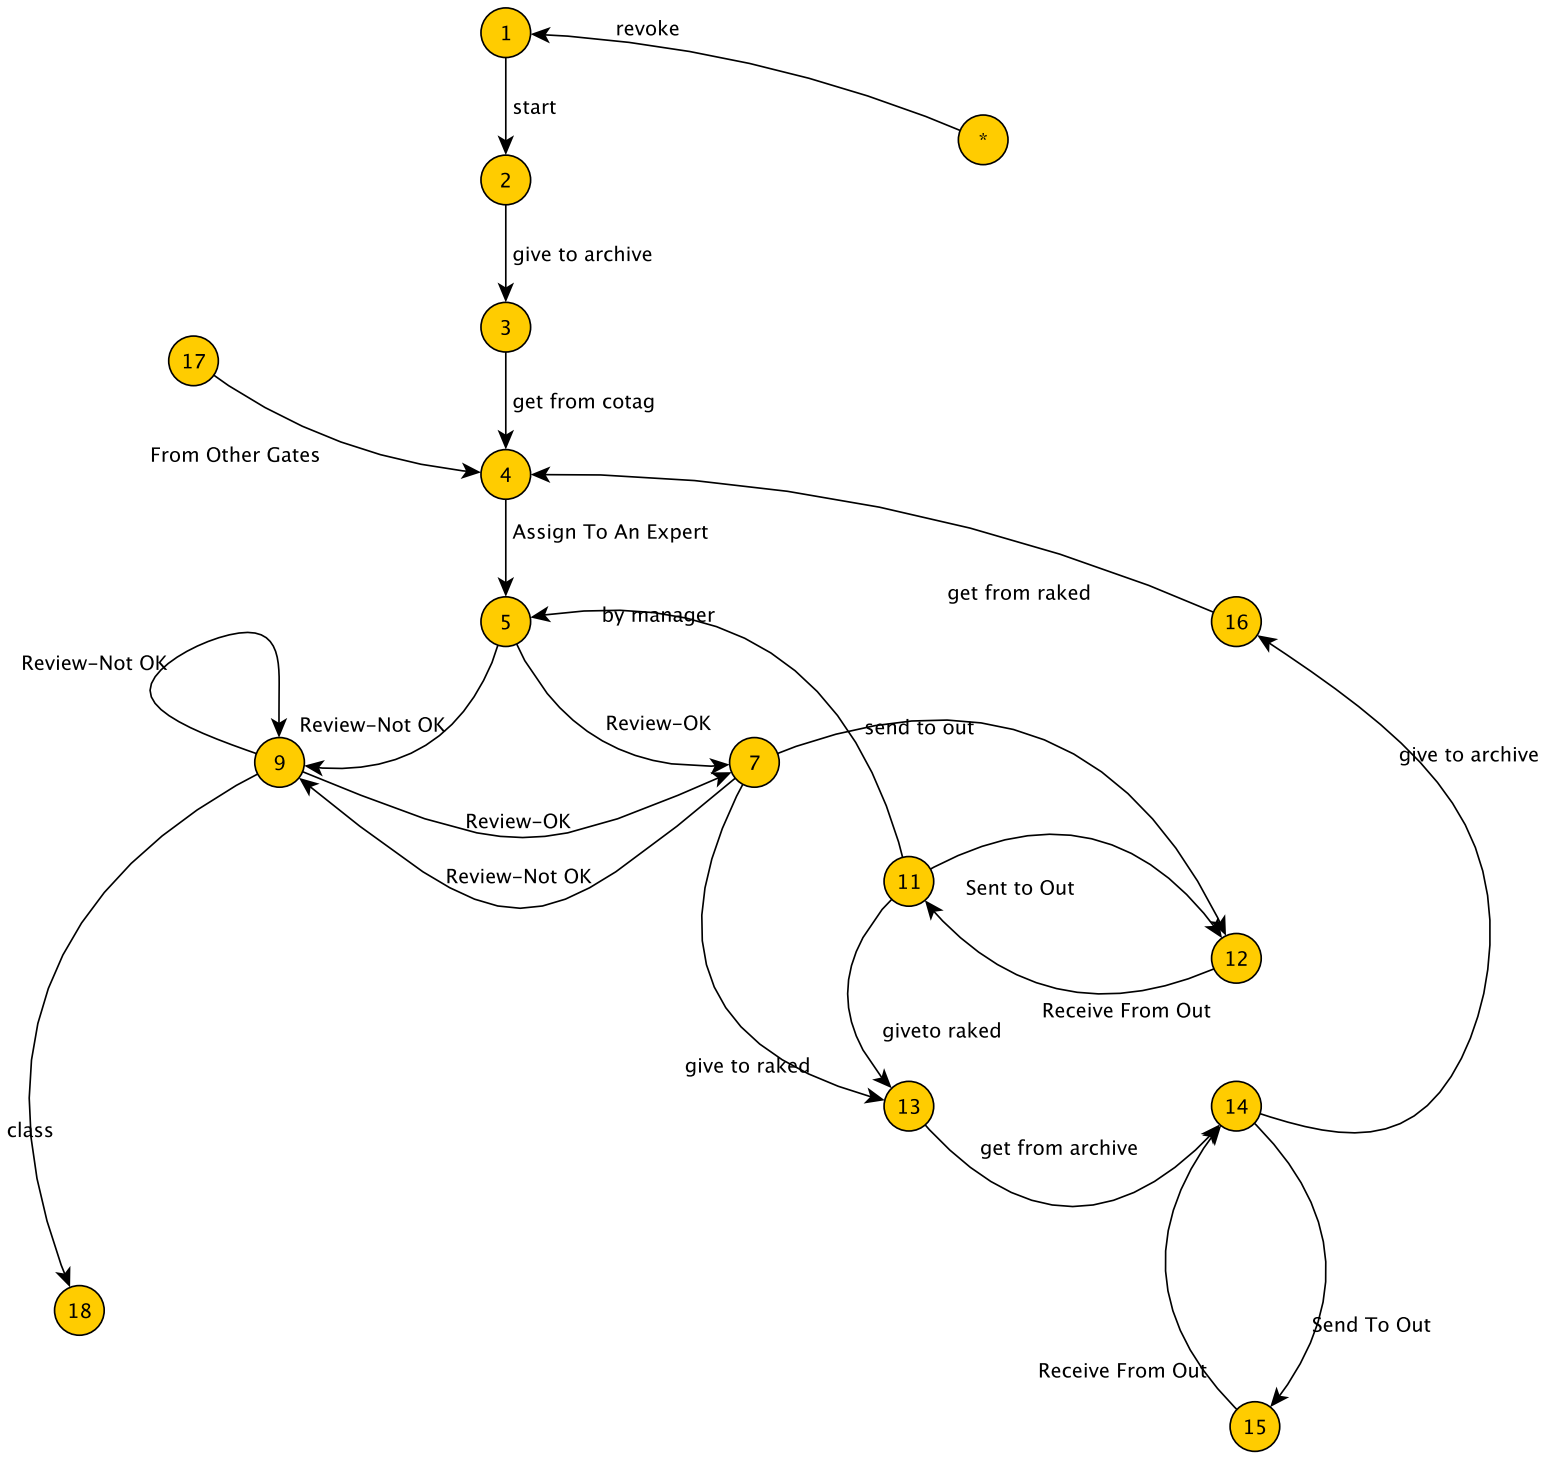 1
revoke
start
*
2
give to archive
3
17
get from cotag
From Other Gates
4
Assign To An Expert
get from raked
5
by manager
16
Review-Not OK
Review-Not OK
Review-OK
send to out
give to archive
9
7
Review-OK
Review-Not OK
11
Sent to Out
12
Receive From Out
giveto raked
give to raked
13
14
class
get from archive
18
Send To Out
Receive From Out
15